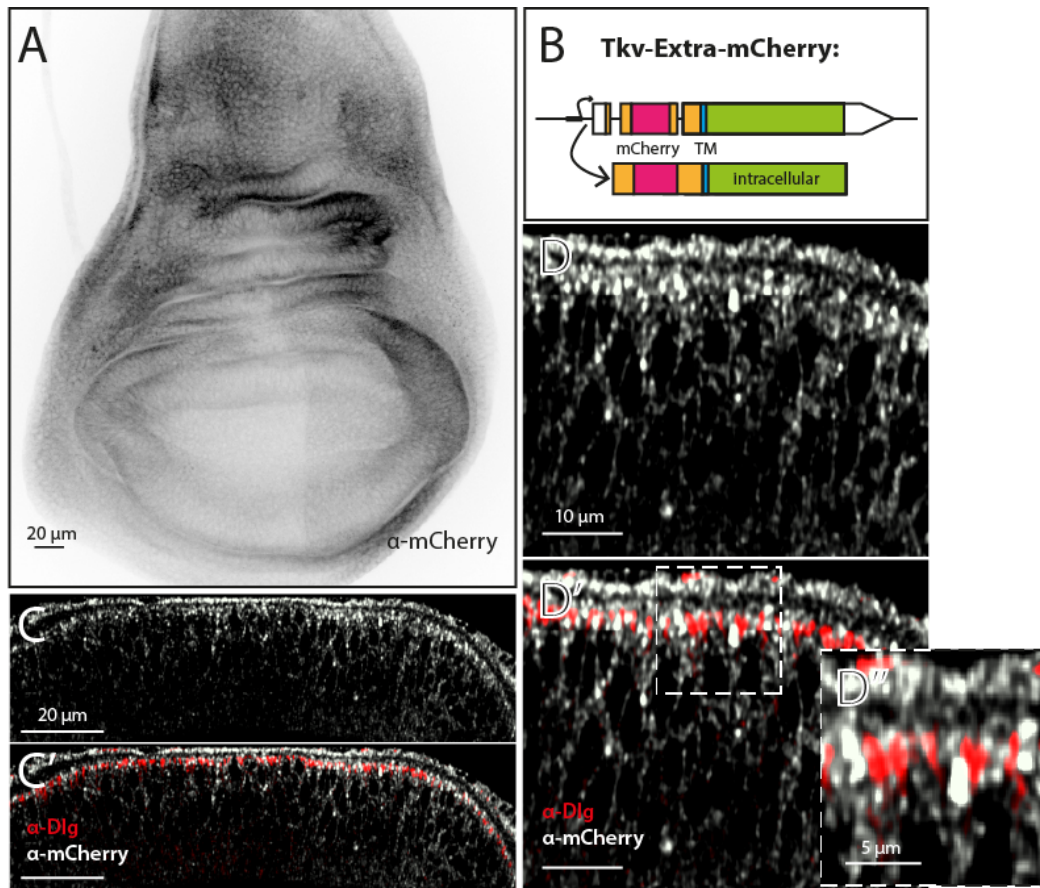 A
20 µm
α-mCherry
B
Tkv-Extra-mCherry:
mCherry
TM
intracellular
C
20 µm
C′
α-Dlg
α-mCherry
D
10 µm
D′
α-Dlg
α-mCherry
D″
5 µm